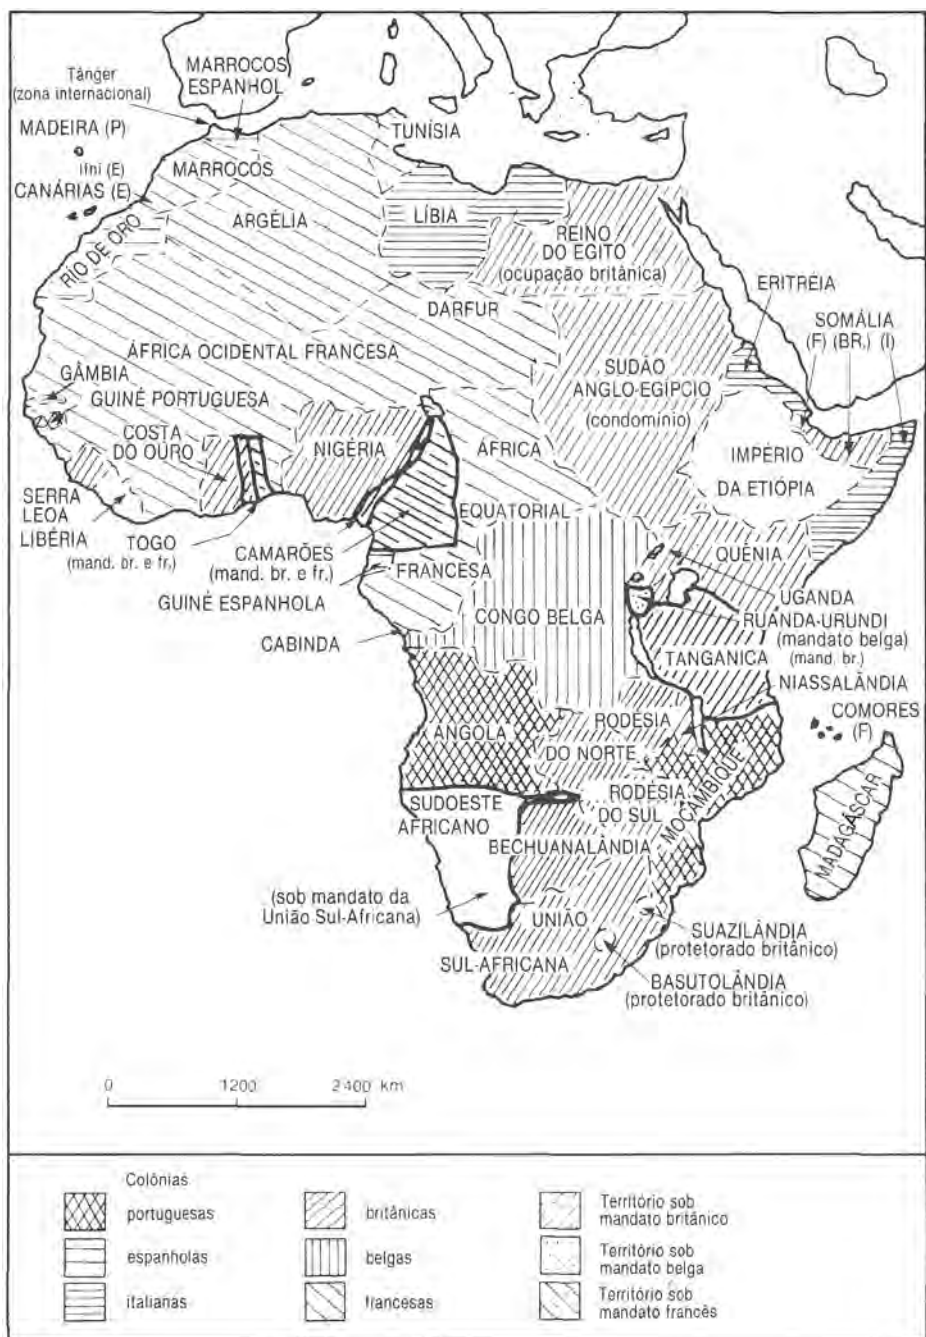 Tânger
(zona internacional)
MARROCOS
ESPANHOL
MADEIRA (P)
Ifni (E)
CANÁRIAS (E)
TUNÍSIA
MARROCOS
ARGÉLIA
LÍBIA
REINO
DO EGITO
(ocupação britânica)
RÍO DE ORO
ERITRÉIA
DARFUR
SOMÁLIA
(F) (BR.) (I)
ÁFRICA OCIDENTAL FRANCESA
SUDÃO
ANGLO-EGÍPCIO
(condomínio)
GÂMBIA
GUINÉ PORTUGUESA
COSTA
DO OURO
NIGÉRIA
ÁFRICA
IMPÉRIO
DA ETIÓPIA
SERRA
LEOA
LIBÉRIA
TOGO
(mand. br. e fr.)
CAMARÕES
(mand. br. e fr.)
EQUATORIAL
FRANCESA
QUÊNIA
GUINÉ ESPANHOLA
UGANDA
CONGO BELGA
RUANDA-URUNDI
(mandato belga)
CABINDA
TANGANICA
(mand. br.)
NIASSALÂNDIA
COMORES
(F)
ANGOLA
RODÉSIA
DO NORTE
MOÇAMBIQUE
MADAGASCAR
SUDOESTE
AFRICANO
RODÉSIA
DO SUL
BECHUANALÂNDIA
(sob mandato da
União Sul-Africana)
UNIÃO
SUL-AFRICANA
SUAZILÂNDIA
(protetorado britânico)
BASUTOLÂNDIA
(protetorado britânico)
0 1200 2400 km
Colônias
portuguesas
espanholas
italianas
britânicas
belgas
francesas
Território sob
mandato britânico
Território sob
mandato belga
Território sob
mandato francês